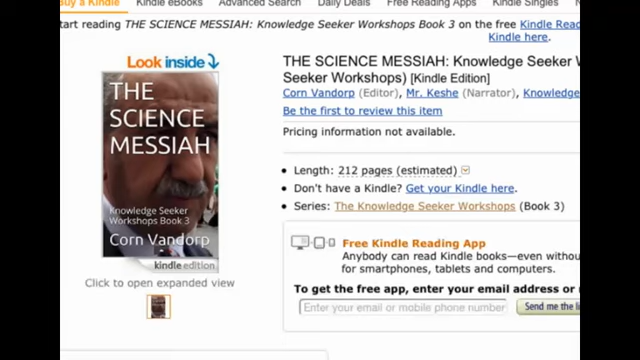 Buy a Kindle Kindle eBooks Advanced Search Daily Deals Free Reading Apps Kindle Singles
start reading THE SCIENCE MESSIAH: Knowledge Seeker Workshops Book 3 on the free Kindle
Kindle here.
Look inside
THE SCIENCE MESSIAH: Knowledge Seeker
Seeker Workshops) [Kindle Edition]
Corn Vandorp (Editor), Mr. Keshe (Narrator), Knowledge
Be the first to review this item
Pricing information not available.
THE
SCIENCE
MESSIAH
Knowledge Seeker
Workshops Book 3
Corn Vandorp
kindle edition
Click to open expanded view
Length: 212 pages (estimated)
Don't have a Kindle? Get your Kindle here.
Series: The Knowledge Seeker Workshops (Book 3)
Free Kindle Reading App
Anybody can read Kindle books—even withou
for smartphones, tablets and computers.
To get the free app, enter your email address or
Enter your email or mobile phone number Send me the